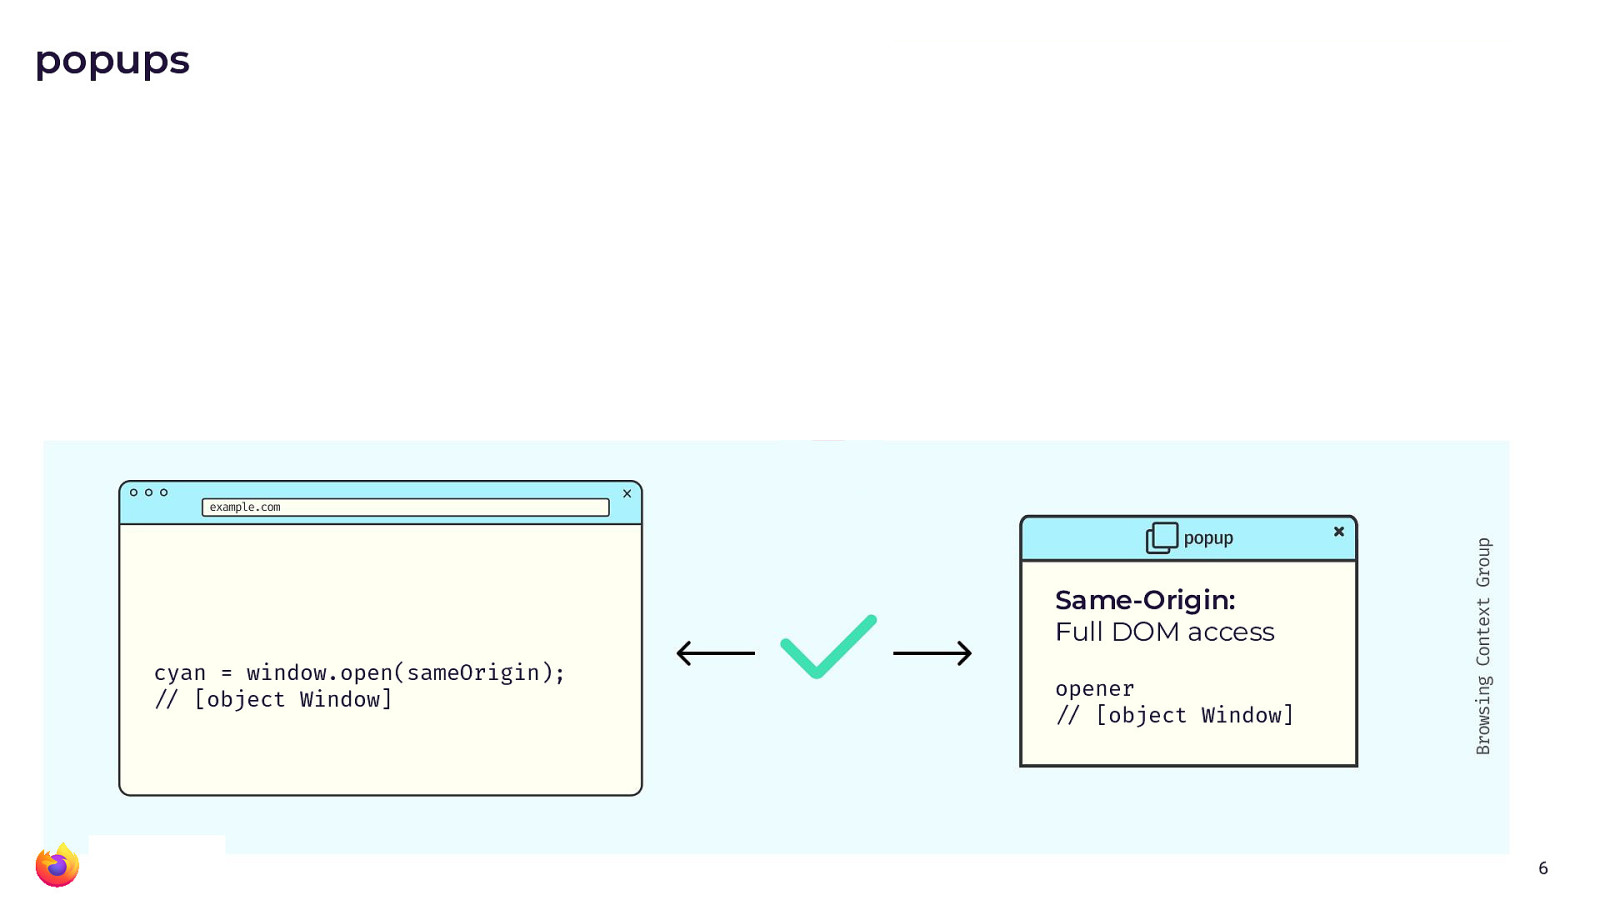 popups
example.com
cyan = window.open(sameOrigin);
// [object Window]
popup
Same-Origin:
Full DOM access
opener
// [object Window]
Browsing Context Group
6